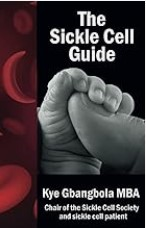 The
Sickle Cell
Guide
Kye Gbangbola MBA
Chair of the Sickle Cell Society
and sickle cell patient